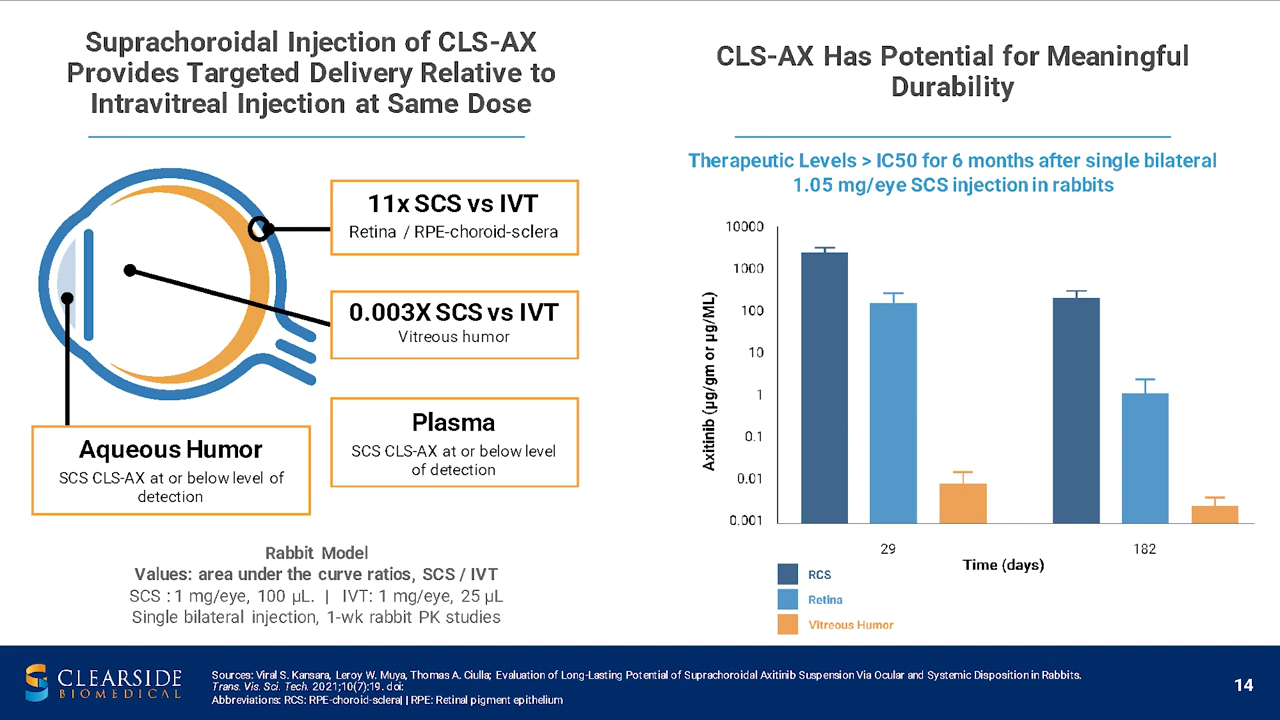 Suprachoroidal Injection of CLS-AX
Provides Targeted Delivery Relative to
Intravitreal Injection at Same Dose
11x SCS vs IVT
Retina / RPE-choroid-sclera
0.003X SCS vs IVT
Vitreous humor
Plasma
SCS CLS-AX at or below level
of detection
Aqueous Humor
SCS CLS-AX at or below level of
detection
Rabbit Model
Values: area under the curve ratios, SCS / IVT
SCS : 1 mg/eye, 100 µL. | IVT: 1 mg/eye, 25 µL
Single bilateral injection, 1-wk rabbit PK studies
CLS-AX Has Potential for Meaningful
Durability
Therapeutic Levels > IC50 for 6 months after single bilateral
1.05 mg/eye SCS injection in rabbits
Axitinib (µg/gm or µg/ML)
10000
1000
100
10
1
0.1
0.01
0.001
29
182
Time (days)
RCS
Retina
Vitreous Humor
CLEARSIDE
BIOMEDICAL
Sources: Viral S. Kansara, Leroy W. Muya, Thomas A. Ciulla; Evaluation of Long-Lasting Potential of Suprachoroidal Axitinib Suspension Via Ocular and Systemic Disposition in Rabbits.
Trans. Vis. Sci. Tech. 2021;10(7):19. doi:
Abbreviations: RCS: RPE-choroid-sclera| | RPE: Retinal pigment epithelium
14